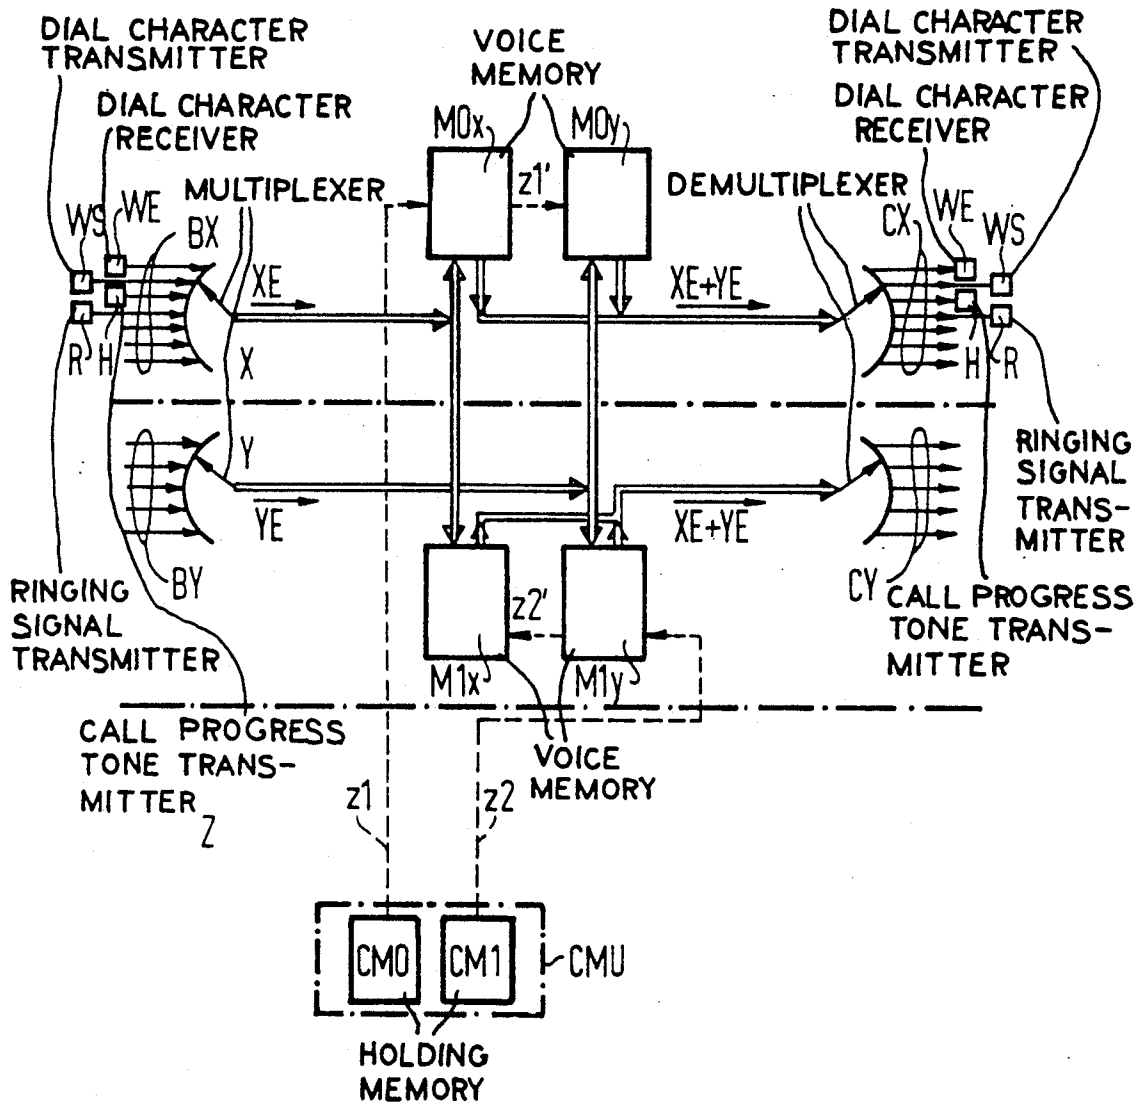 DIAL CHARACTER
TRANSMITTER
VOICE
MEMORY
DIAL CHARACTER
TRANSMITTER
DIAL CHARACTER
RECEIVER
DIAL CHARACTER
RECEIVER
M0x
M0y
MULTIPLEXER
z1'
DEMULTIPLEXER
WS
WE
BX
CX
WE
WS
XE
XE+YE
R
H
X
H
R
Y
YE
XE+YE
RINGING
SIGNAL
TRANS-
MITTER
BY
CY
RINGING
SIGNAL
TRANSMITTER
z2'
CALL PROGRESS
TONE TRANS-
MITTER
M1x
M1y
CALL PROGRESS
TONE TRANS-
MITTER
Z
VOICE
MEMORY
z1
z2
CM0
CM1
CMU
HOLDING
MEMORY